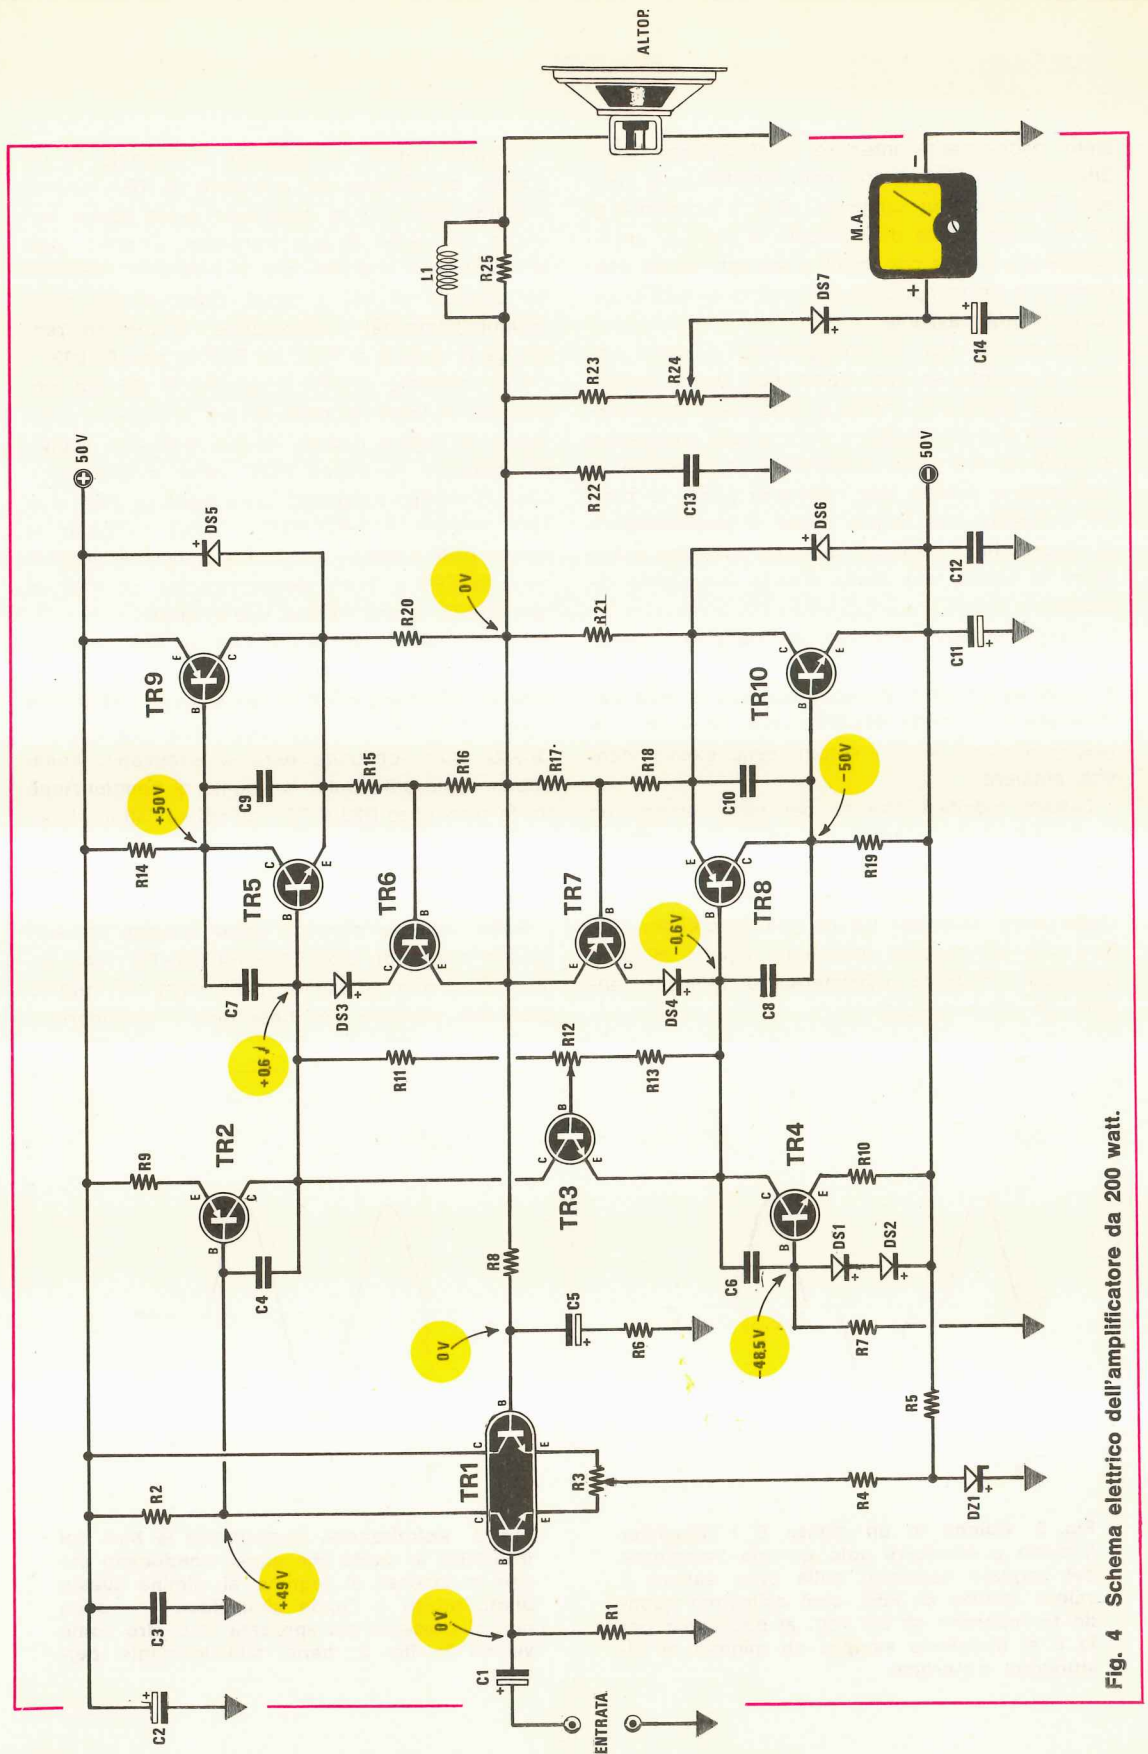 ALTOP.
L1
R25
M.A.
+
-
DS7
+
C14
+
R23
R24
R22
C13
+ 50 V
- 50 V
DS5
+
DS6
+
C12
C11
+
TR9
E
C
B
R20
0V
R21
TR10
B
C
E
C9
R15
R16
R17
R18
C10
-50V
+50V
R14
C
E
B
TR5
TR6
C
B
E
TR7
E
B
C
TR8
E
B
C
R19
C7
+0,6
DS3
+
DS4
+
-0,6V
C8
R11
R12
R13
R9
TR2
E
C
B
C4
TR3
C
B
E
TR4
C
B
E
R10
R8
C6
DS1
+
DS2
+
-48,5V
R7
0V
C5
+
R6
R5
TR1
C
B
E
C
B
E
R3
R4
DZ1
+
R2
+49V
C3
C2
+
0V
R1
C1
+
ENTRATA
Fig. 4 Schema elettrico dell'amplificatore da 200 watt.